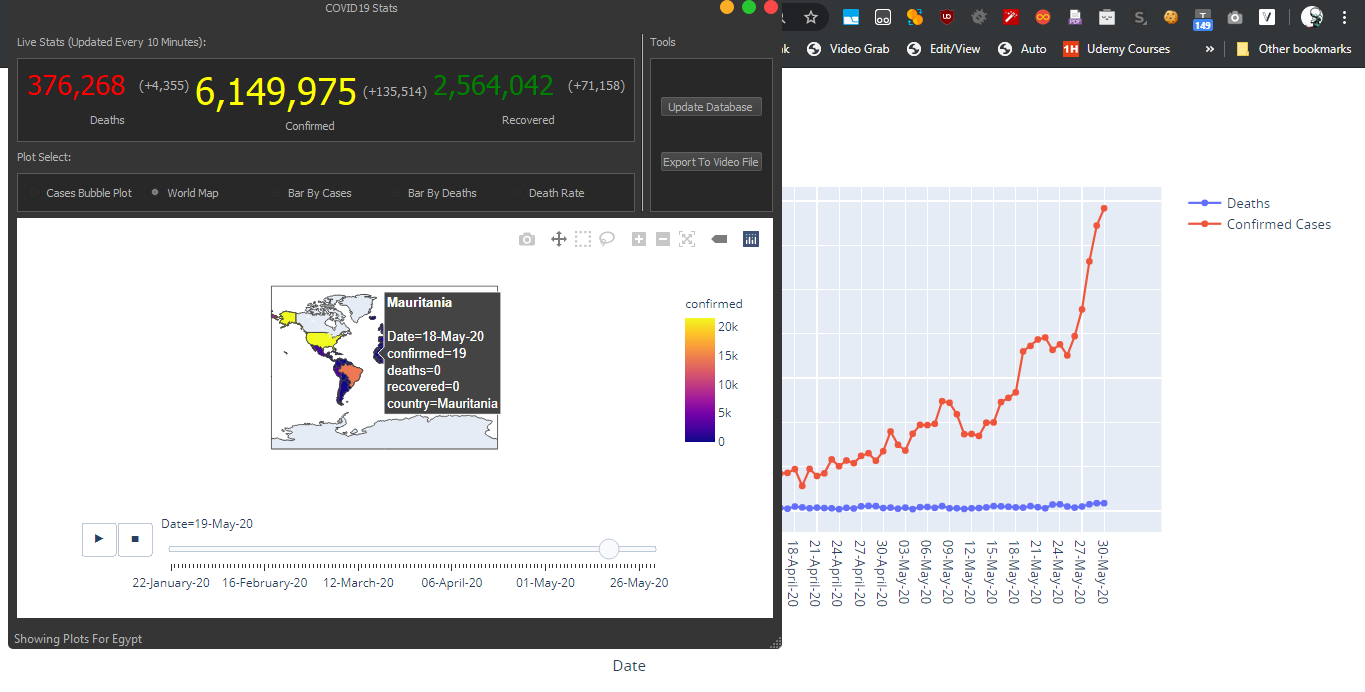 COVID19 Stats
Live Stats (Updated Every 10 Minutes):
Tools
376,268 (+4,355) 6,149,975 (+135,514) 2,564,042 (+71,158)
Deaths Confirmed Recovered
Update Database
Export To Video File
Plot Select:
Cases Bubble Plot World Map Bar By Cases Bar By Deaths Death Rate
Mauritania
Date=18-May-20
confirmed=19
deaths=0
recovered=0
country=Mauritania
confirmed
20k
15k
10k
5k
0
Date=19-May-20
22-January-20 16-February-20 12-March-20 06-April-20 01-May-20 26-May-20
Showing Plots For Egypt
UD
PDF
S
T
149
V
Video Grab Edit/View Auto 1H Udemy Courses » Other bookmarks
Deaths
Confirmed Cases
18-April-20
21-April-20
24-April-20
27-April-20
30-April-20
03-May-20
06-May-20
09-May-20
12-May-20
15-May-20
18-May-20
21-May-20
24-May-20
27-May-20
30-May-20
Date